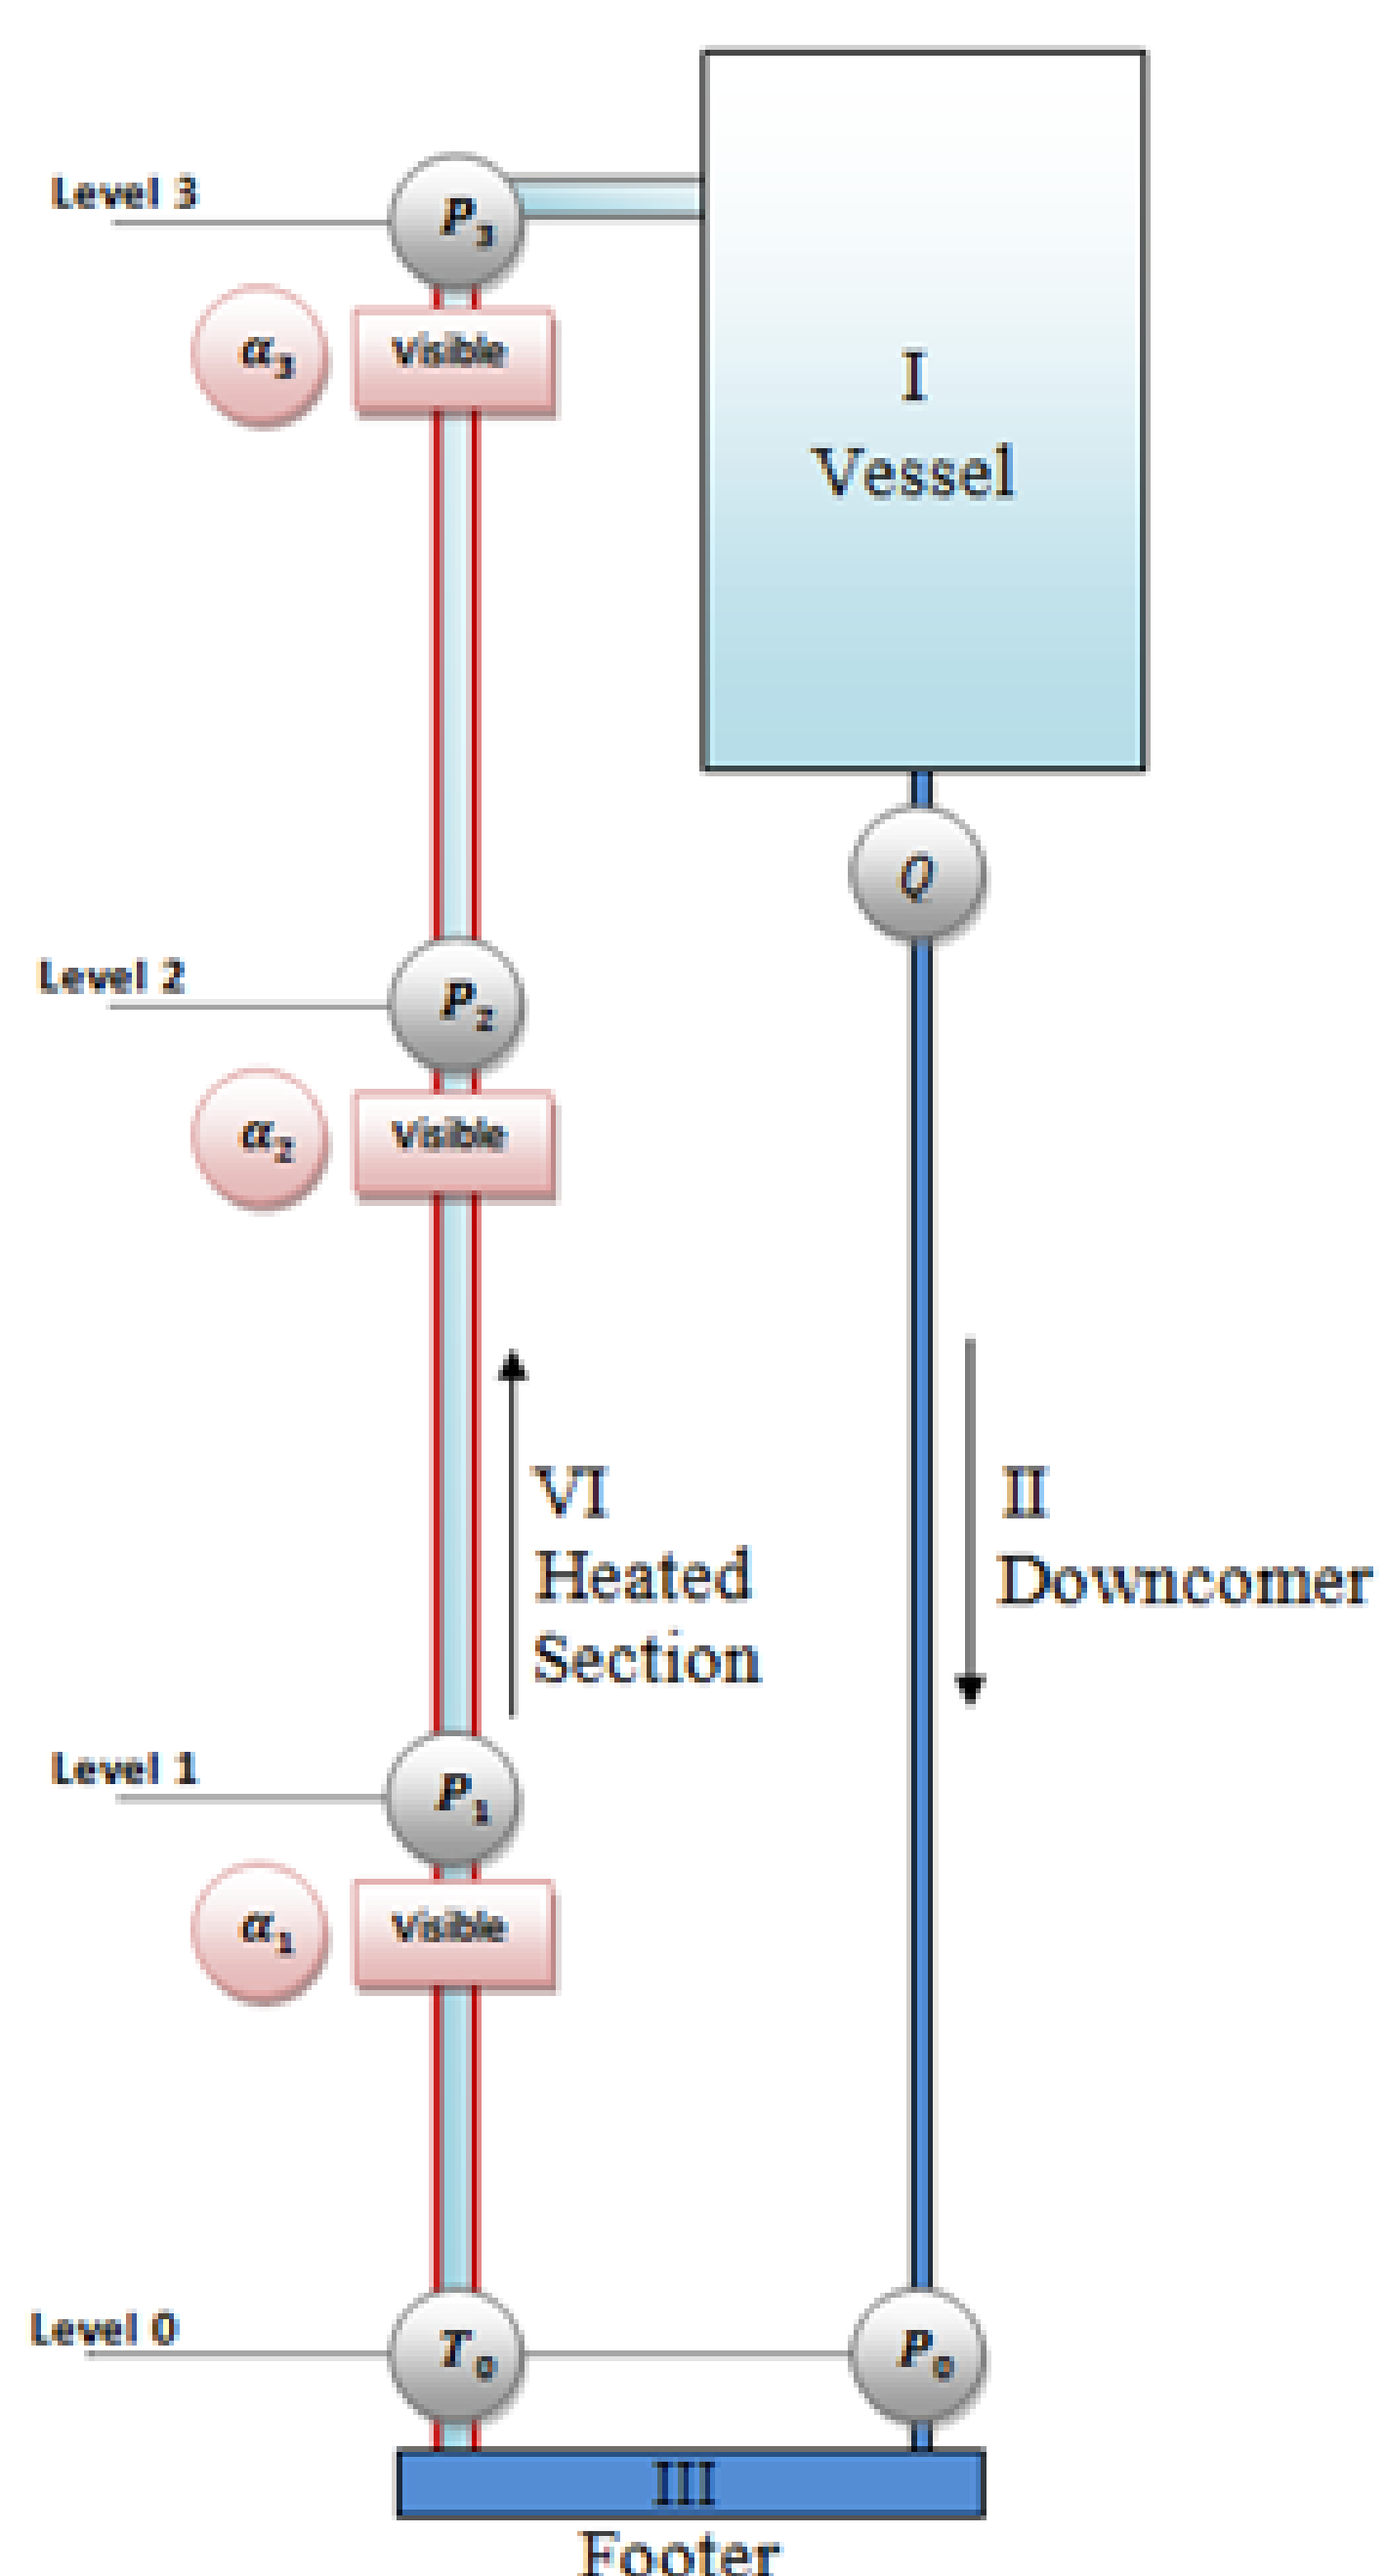 Level 3
P₃
α₃
Visible
I
Vessel
Q
Level 2
P₂
α₂
Visible
VI
Heated
Section
II
Downcomer
Level 1
P₁
α₁
Visible
Level 0
T₀
P₀
III
Footer